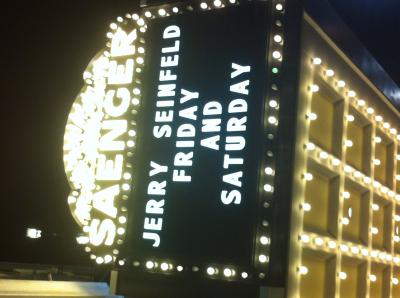 SAENGER
JERRY SEINFELD
FRIDAY
AND
SATURDAY